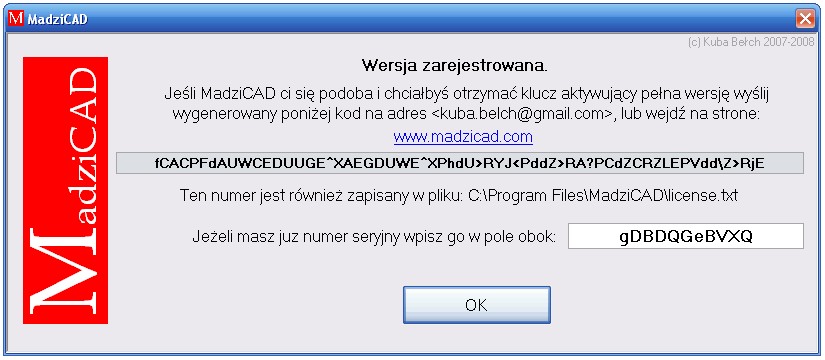 MadziCAD
(c) Kuba Bełch 2007-2008
Wersja zarejestrowana.
Jeśli MadziCAD ci się podoba i chciałbyś otrzymać klucz aktywujący pełna wersję wyślij
wygenerowany poniżej kod na adres <kuba.belch@gmail.com>, lub wejdź na stronę:
www.madzicad.com
fCACPFdAUWCEDUUGE^XAEGDUWE^XPhdU>RYJ<PddZ>RA?PCdZCRZLEPVdd\Z>RjE
Ten numer jest również zapisany w pliku: C:\Program Files\MadziCAD\license.txt
Jeżeli masz juz numer seryjny wpisz go w pole obok:
gDBDQGeBVXQ
OK
MadziCAD